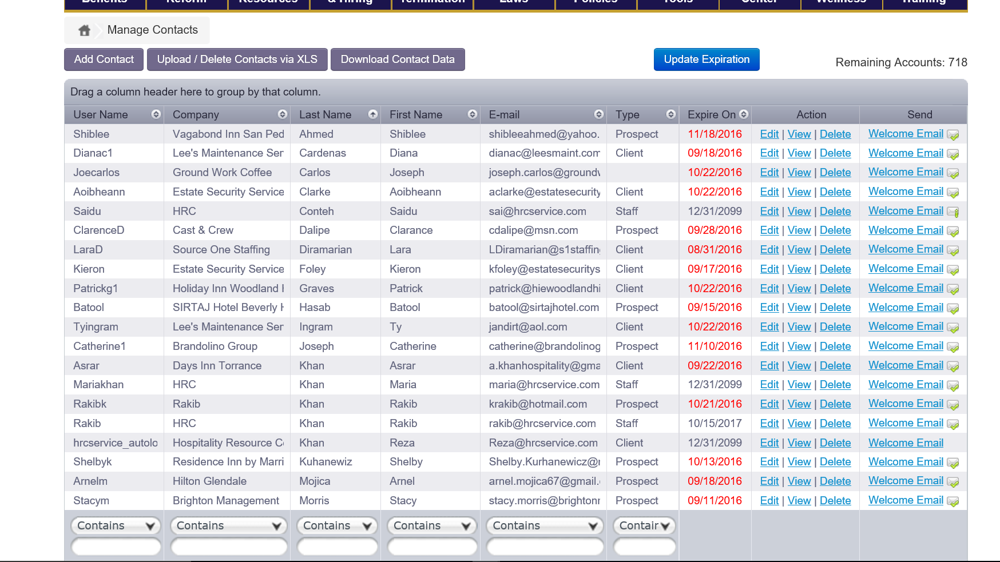 Benefits Reform Resources & Hiring Termination Laws Policies Tools Center Wellness Training
Manage Contacts
Add Contact Upload / Delete Contacts via XLS Download Contact Data Update Expiration Remaining Accounts: 718
Drag a column header here to group by that column.
User Name Company Last Name First Name E-mail Type Expire On Action Send
Shiblee Vagabond Inn San Ped Ahmed Shiblee shibleeahmed@yahoo. Prospect 11/18/2016 Edit | View | Delete Welcome Email
Dianac1 Lee's Maintenance Ser Cardenas Diana dianac@leesmaint.com Client 09/18/2016 Edit | View | Delete Welcome Email
Joecarlos Ground Work Coffee Carlos Joseph joseph.carlos@ground 10/22/2016 Edit | View | Delete Welcome Email
Aoibheann Estate Security Service Clarke Aoibheann aclarke@estatesecurity Client 10/22/2016 Edit | View | Delete Welcome Email
Saidu HRC Conteh Saidu sai@hrcservice.com Staff 12/31/2099 Edit | View | Delete Welcome Email
ClarenceD Cast & Crew Dalipe Clarance cdalipe@msn.com Prospect 09/28/2016 Edit | View | Delete Welcome Email
LaraD Source One Staffing Diramarian Lara LDiramarian@s1staffin Client 08/31/2016 Edit | View | Delete Welcome Email
Kieron Estate Security Service Foley Kieron kfoley@estatesecuritys Client 09/17/2016 Edit | View | Delete Welcome Email
Patrickg1 Holiday Inn Woodland Graves Patrick patrick@hiewoodlandhi Client 10/22/2016 Edit | View | Delete Welcome Email
Batool SIRTAJ Hotel Beverly Hasab Batool batool@sirtajhotel.com Prospect 09/15/2016 Edit | View | Delete Welcome Email
Tyingram Lee's Maintenance Ser Ingram Ty jandirt@aol.com Client 10/22/2016 Edit | View | Delete Welcome Email
Catherine1 Brandolino Group Joseph Catherine catherine@brandolinog Prospect 11/10/2016 Edit | View | Delete Welcome Email
Asrar Days Inn Torrance Khan Asrar a.khanhospitality@gma Client 09/22/2016 Edit | View | Delete Welcome Email
Mariakhan HRC Khan Maria maria@hrcservice.com Staff 12/31/2099 Edit | View | Delete Welcome Email
Rakibk Rakib Khan Rakib krakib@hotmail.com Prospect 10/21/2016 Edit | View | Delete Welcome Email
Rakib HRC Khan Rakib rakib@hrcservice.com Staff 10/15/2017 Edit | View | Delete Welcome Email
hrcservice_autolo Hospitality Resource C Khan Reza Reza@hrcservice.com Client 12/31/2099 Edit | View | Delete Welcome Email
Shelbyk Residence Inn by Marri Kuhanewiz Shelby Shelby.Kurhanewicz@ Prospect 10/13/2016 Edit | View | Delete Welcome Email
Arnelm Hilton Glendale Mojica Arnel arnel.mojica67@gmail. Prospect 09/18/2016 Edit | View | Delete Welcome Email
Stacym Brighton Management Morris Stacy stacy.morris@brighton Prospect 09/11/2016 Edit | View | Delete Welcome Email
Contains Contains Contains Contains Contains Contair